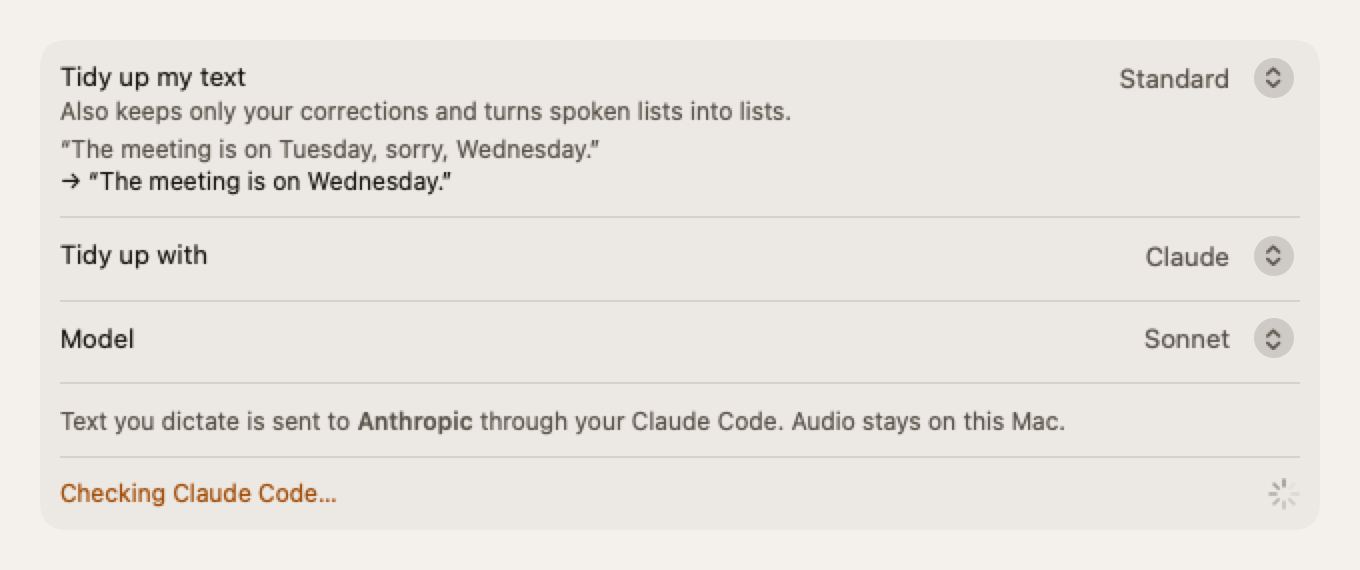 Tidy up my text
Standard
Also keeps only your corrections and turns spoken lists into lists.
“The meeting is on Tuesday, sorry, Wednesday.”
→ “The meeting is on Wednesday.”
Tidy up with
Claude
Model
Sonnet
Text you dictate is sent to Anthropic through your Claude Code. Audio stays on this Mac.
Checking Claude Code...